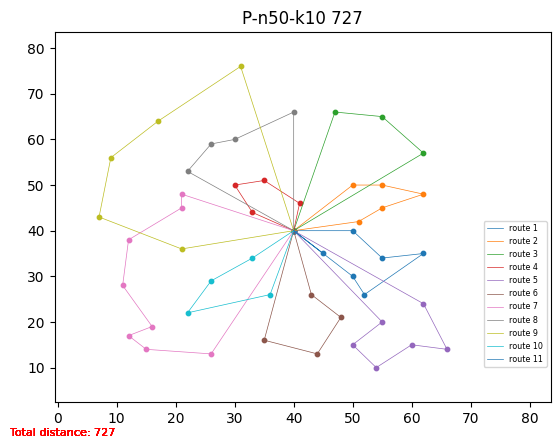 P-n50-k10 727
80
70
60
50
40
30
20
10
0 10 20 30 40 50 60 70 80
route 1
route 2
route 3
route 4
route 5
route 6
route 7
route 8
route 9
route 10
route 11
Total distance: 727